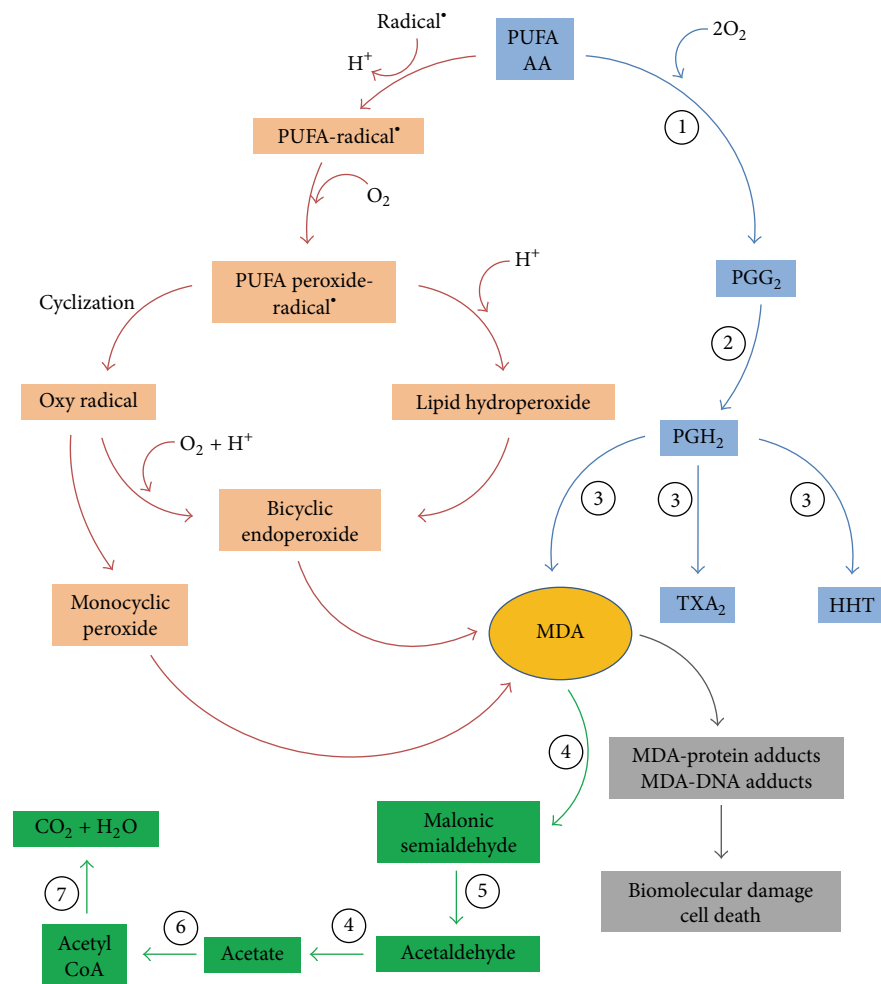 Radical•
PUFA
AA
2O₂
H⁺
1
PUFA-radical•
O₂
PUFA peroxide-
radical•
H⁺
PGG₂
Cyclization
2
Oxy radical
Lipid hydroperoxide
O₂ + H⁺
PGH₂
3
3
3
Bicyclic
endoperoxide
Monocyclic
peroxide
MDA
TXA₂
HHT
4
MDA-protein adducts
MDA-DNA adducts
CO₂ + H₂O
Malonic
semialdehyde
7
5
Biomolecular damage
cell death
6
4
Acetyl
CoA
Acetate
Acetaldehyde